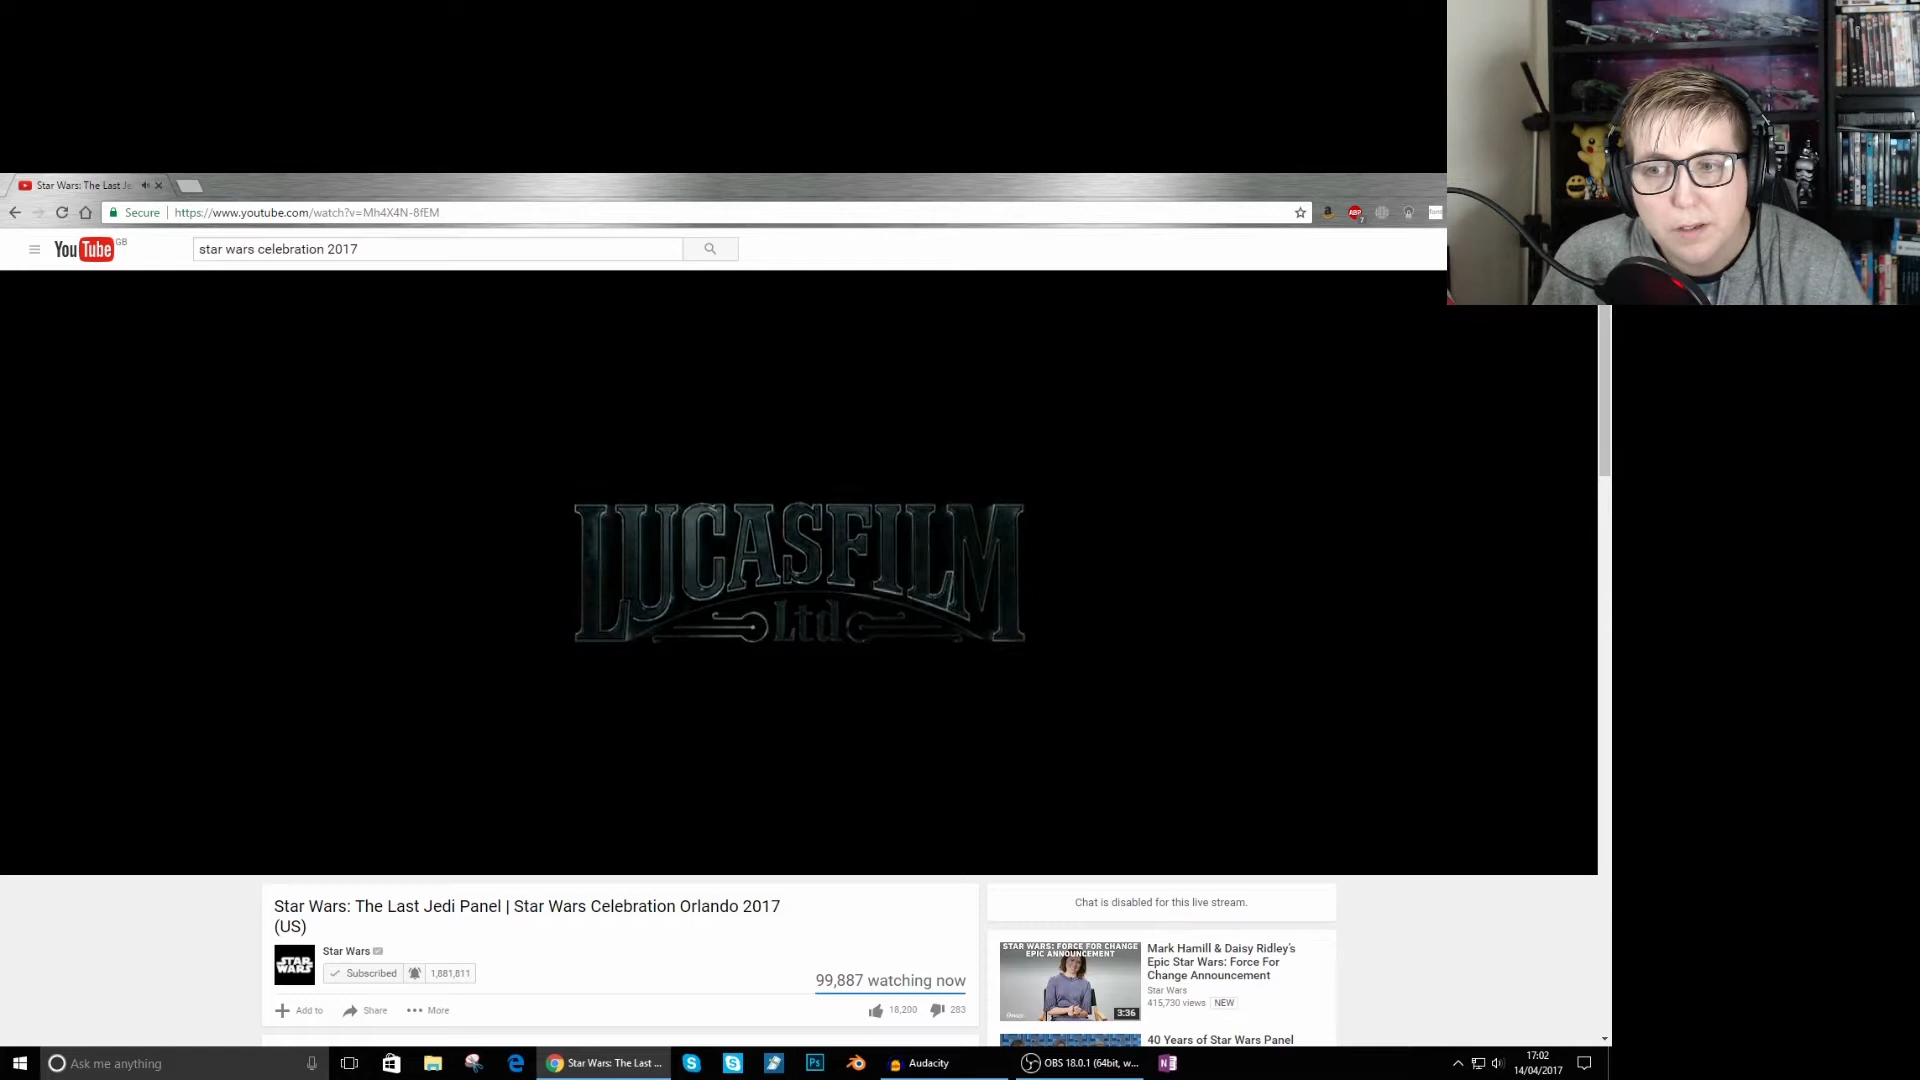 Star Wars: The Last Je
Secure | https://www.youtube.com/watch?v=Mh4X4N-8fEM
ABP
7
YouTube GB
star wars celebration 2017
LUCASFILM
Ltd
Star Wars: The Last Jedi Panel | Star Wars Celebration Orlando 2017
(US)
STAR
WARS
Star Wars
Subscribed
1,881,811
99,887 watching now
Add to
Share
More
18,200
283
Chat is disabled for this live stream.
STAR WARS: FORCE FOR CHANGE
EPIC ANNOUNCEMENT
3:36
Mark Hamill & Daisy Ridley's
Epic Star Wars: Force For
Change Announcement
Star Wars
415,730 views NEW
40 Years of Star Wars Panel
Ask me anything
Star Wars: The Last ...
Ps
Audacity
OBS 18.0.1 (64bit, w...
N
17:02
14/04/2017